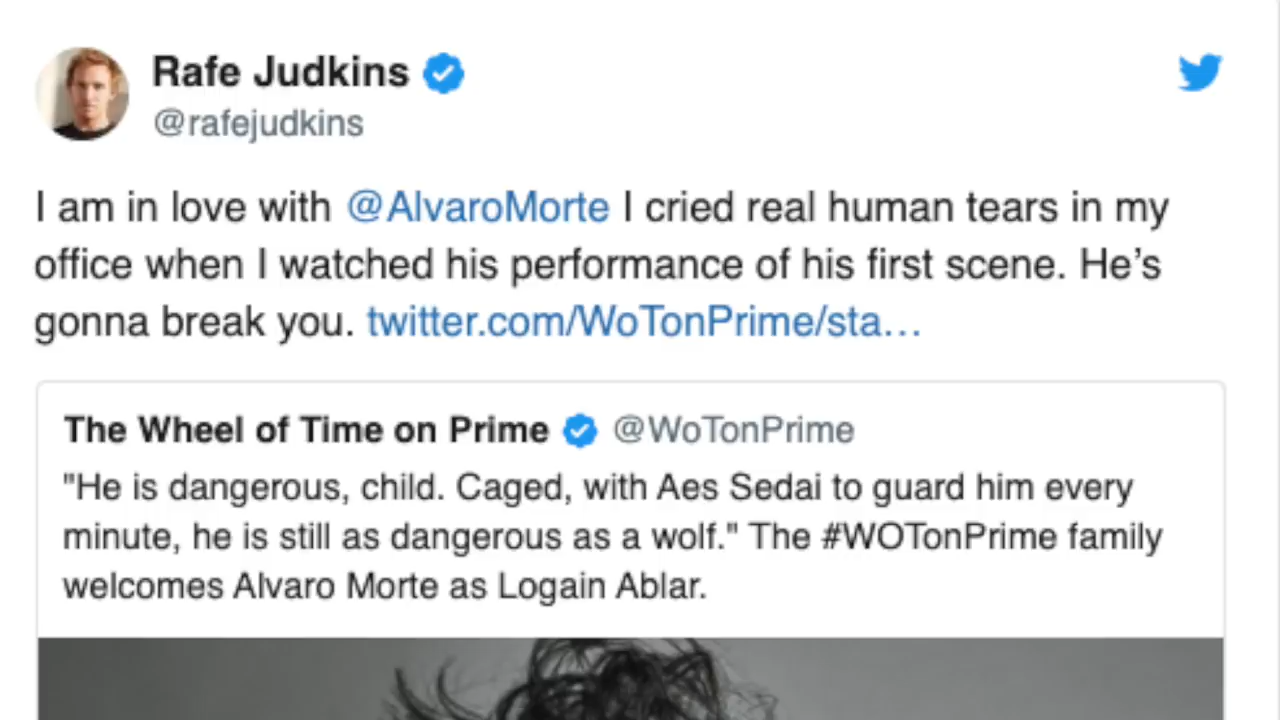 Rafe Judkins
@rafejudkins
I am in love with @AlvaroMorte I cried real human tears in my
office when I watched his performance of his first scene. He’s
gonna break you. twitter.com/WoTonPrime/sta…
The Wheel of Time on Prime @WoTonPrime
"He is dangerous, child. Caged, with Aes Sedai to guard him every
minute, he is still as dangerous as a wolf." The #WOTonPrime family
welcomes Alvaro Morte as Logain Ablar.